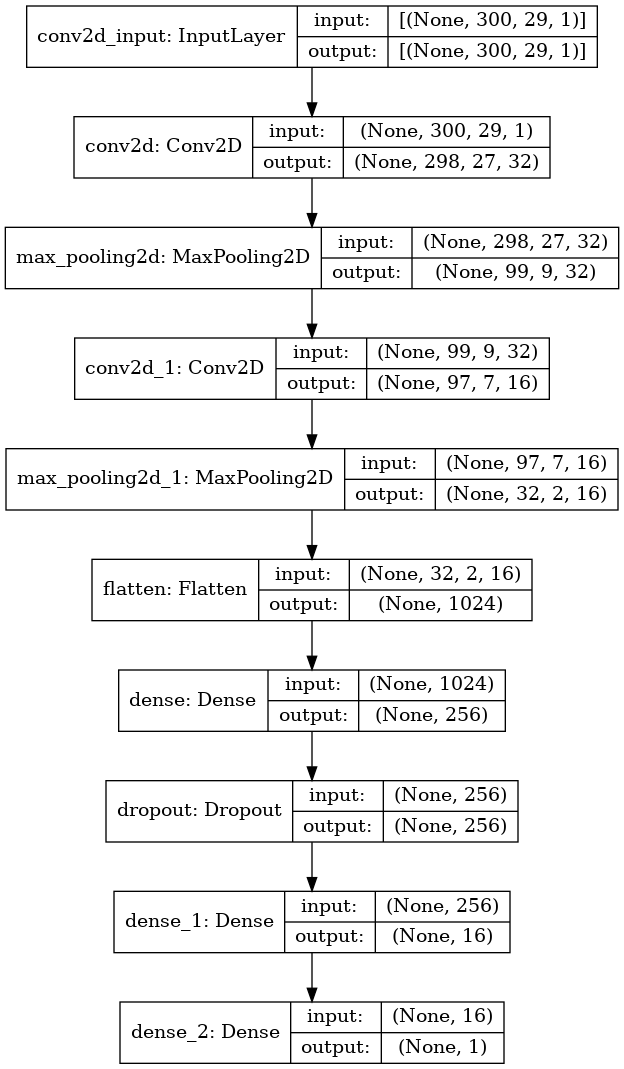 conv2d_input: InputLayer
input: [(None, 300, 29, 1)]
output: [(None, 300, 29, 1)]
conv2d: Conv2D
input: (None, 300, 29, 1)
output: (None, 298, 27, 32)
max_pooling2d: MaxPooling2D
input: (None, 298, 27, 32)
output: (None, 99, 9, 32)
conv2d_1: Conv2D
input: (None, 99, 9, 32)
output: (None, 97, 7, 16)
max_pooling2d_1: MaxPooling2D
input: (None, 97, 7, 16)
output: (None, 32, 2, 16)
flatten: Flatten
input: (None, 32, 2, 16)
output: (None, 1024)
dense: Dense
input: (None, 1024)
output: (None, 256)
dropout: Dropout
input: (None, 256)
output: (None, 256)
dense_1: Dense
input: (None, 256)
output: (None, 16)
dense_2: Dense
input: (None, 16)
output: (None, 1)